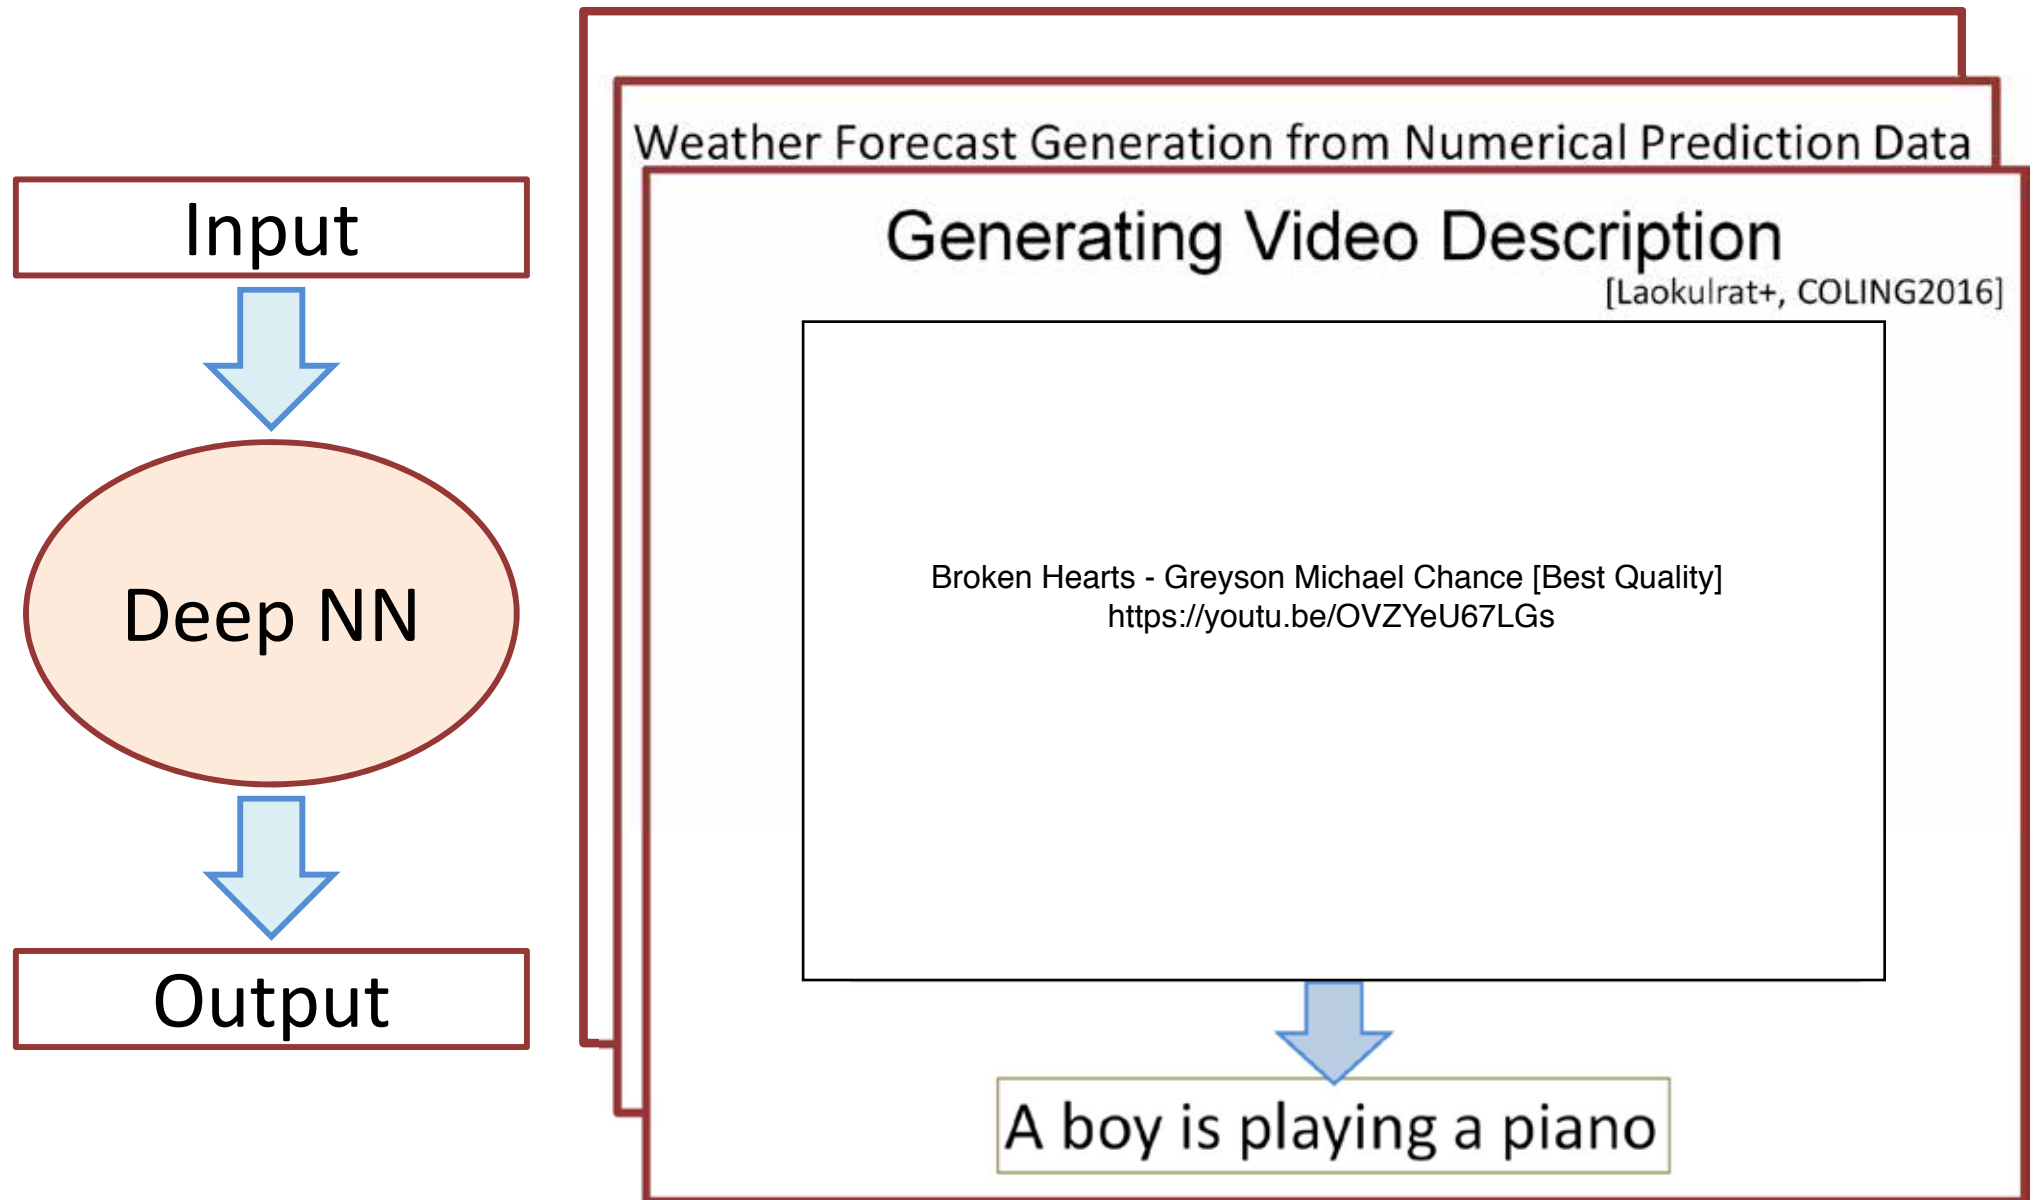 Input
Deep NN
Output
Weather Forecast Generation from Numerical Prediction Data
Generating Video Description
[Laokulrat+, COLING2016]
Broken Hearts - Greyson Michael Chance [Best Quality]
https://youtu.be/OVZYeU67LGs
A boy is playing a piano